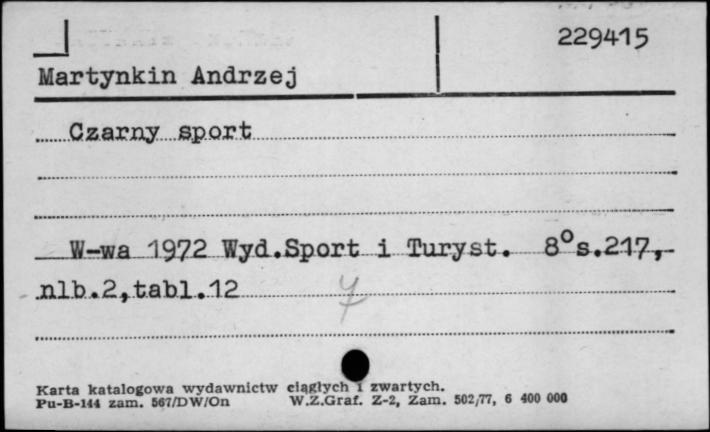 229415
Martynkin Andrzej
Czarny sport
W-wa 1972 Wyd.Sport i Turyst. 8°s.217,-
nlb.2,tabl.12
Karta katalogowa wydawnictw ciągłych i zwartych.
Pu-B-144 zam. 567/DW/On W.Z.Graf. Z-2, Zam. 502/77, 6 400 000